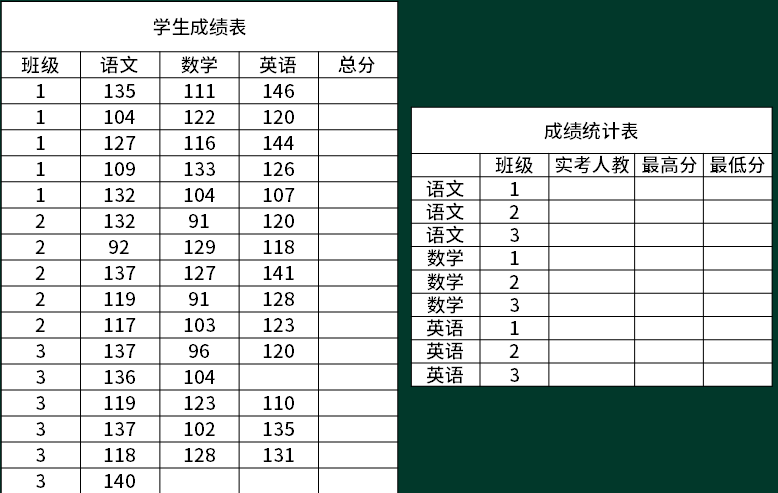 学生成绩表
班级 语文 数学 英语 总分
1 135 111 146
1 104 122 120
1 127 116 144
1 109 133 126
1 132 104 107
2 132 91 120
2 92 129 118
2 137 127 141
2 119 91 128
2 117 103 123
3 137 96 120
3 136 104
3 119 123 110
3 137 102 135
3 118 128 131
3 140
成绩统计表
班级 实考人教 最高分 最低分
语文 1
语文 2
语文 3
数学 1
数学 2
数学 3
英语 1
英语 2
英语 3